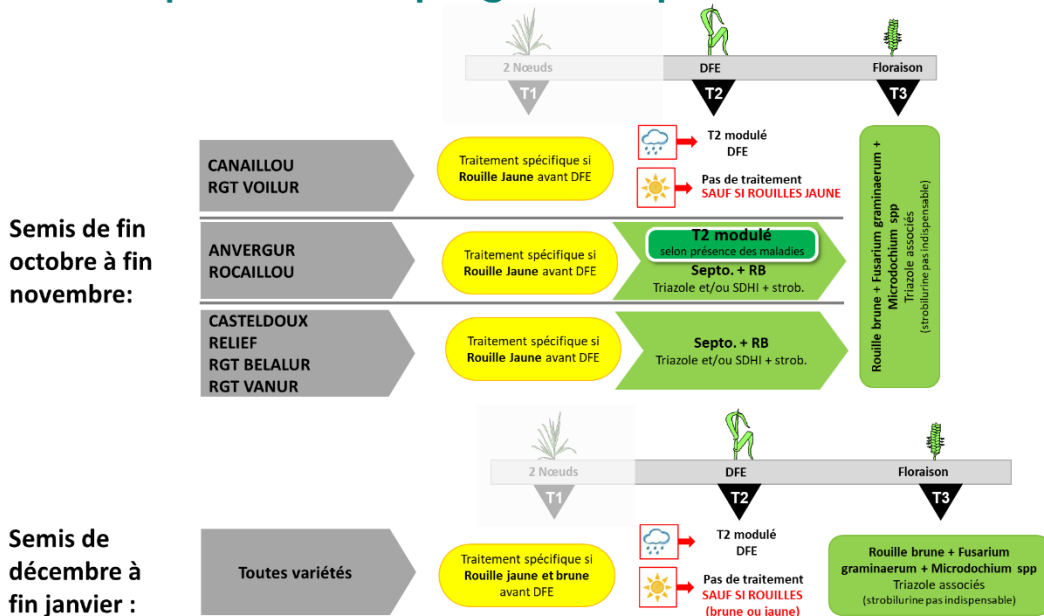 2 Nœuds
DFE
Floraison
T1
T2
T3
Semis de fin
octobre à fin
novembre:
CANAILLOU
RGT VOILUR
Traitement spécifique si
Rouille Jaune avant DFE
T2 modulé
DFE
Pas de traitement
SAUF SI ROUILLES JAUNE
ANVERGUR
ROCAILLOU
Traitement spécifique si
Rouille Jaune avant DFE
T2 modulé
selon présence des maladies
Septo. + RB
Triazole et/ou SDHI + strob.
CASTELDOUX
RELIEF
RGT BELALUR
RGT VANUR
Traitement spécifique si
Rouille Jaune avant DFE
Septo. + RB
Triazole et/ou SDHI + strob.
Rouille brune + Fusarium graminaerum +
Microdochium spp
Triazole associés
(strobilurine pas indispensable)
2 Nœuds
DFE
Floraison
T1
T2
T3
Semis de
décembre à
fin janvier :
Toutes variétés
Traitement spécifique si
Rouille jaune et brune
avant DFE
T2 modulé
DFE
Pas de traitement
SAUF SI ROUILLES
(brune ou jaune)
Rouille brune + Fusarium
graminaerum + Microdochium spp
Triazole associés
(strobilurine pas indispensable)